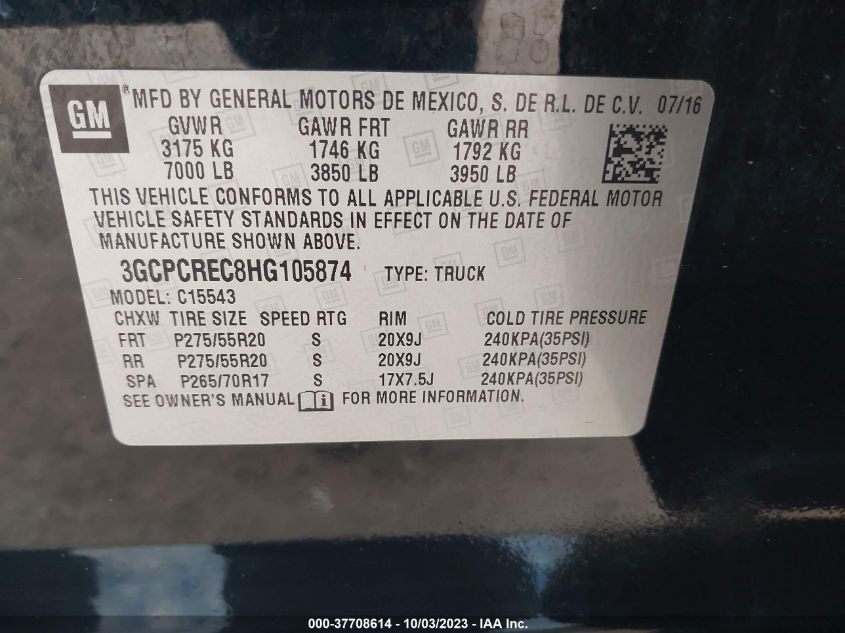 GM ® MFD BY GENERAL MOTORS DE MEXICO, S. DE R.L. DE C.V. 07/16
GVWR GAWR FRT GAWR RR
3175 KG 1746 KG 1792 KG
7000 LB 3850 LB 3950 LB
THIS VEHICLE CONFORMS TO ALL APPLICABLE U.S. FEDERAL MOTOR
VEHICLE SAFETY STANDARDS IN EFFECT ON THE DATE OF
MANUFACTURE SHOWN ABOVE.
3GCPCREC8HG105874 TYPE: TRUCK
MODEL: C15543
CHXW TIRE SIZE SPEED RTG RIM COLD TIRE PRESSURE
FRT P275/55R20 S 20X9J 240KPA(35PSI)
RR P275/55R20 S 20X9J 240KPA(35PSI)
SPA P265/70R17 S 17X7.5J 240KPA(35PSI)
SEE OWNER'S MANUAL i FOR MORE INFORMATION.
000-37708614 - 10/03/2023 - IAA Inc.